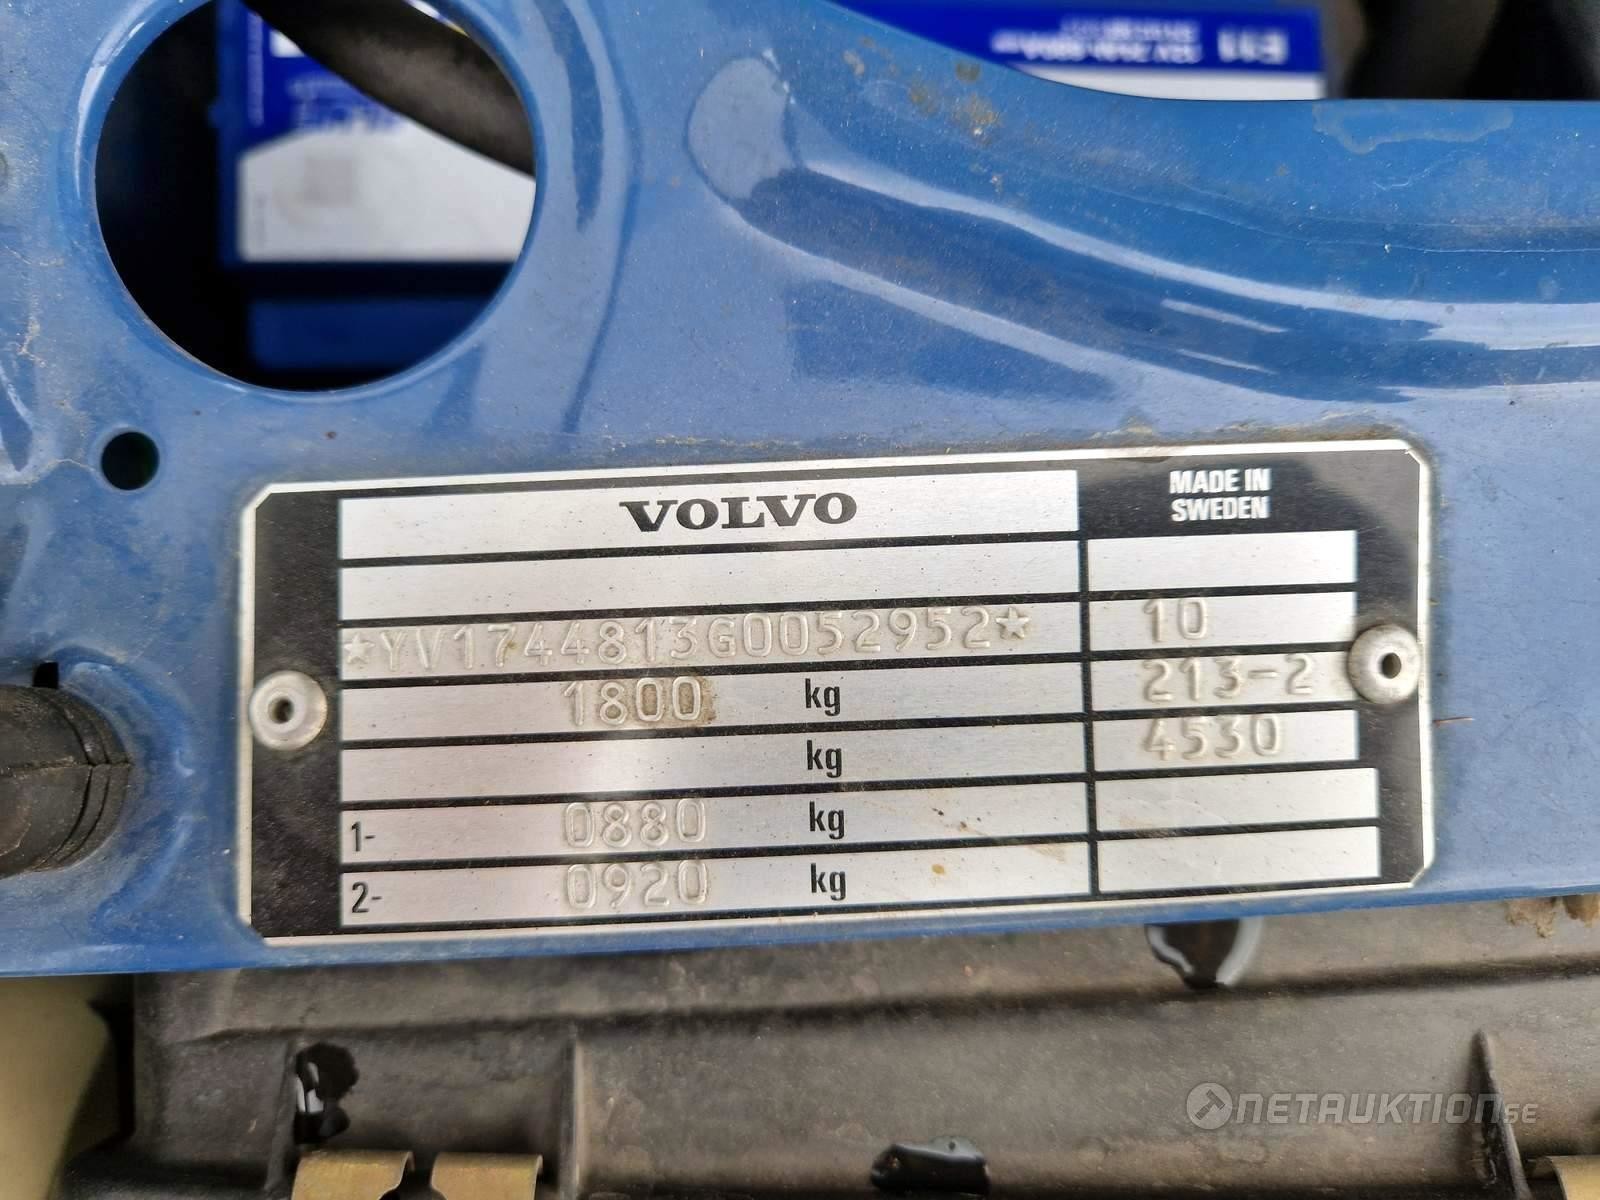 E11
VOLVO
MADE IN
SWEDEN
*YV1744813G0052952*
10
1800 kg
213-2
kg
4530
1- 0880 kg
2- 0920 kg
NETAUKTION.SE